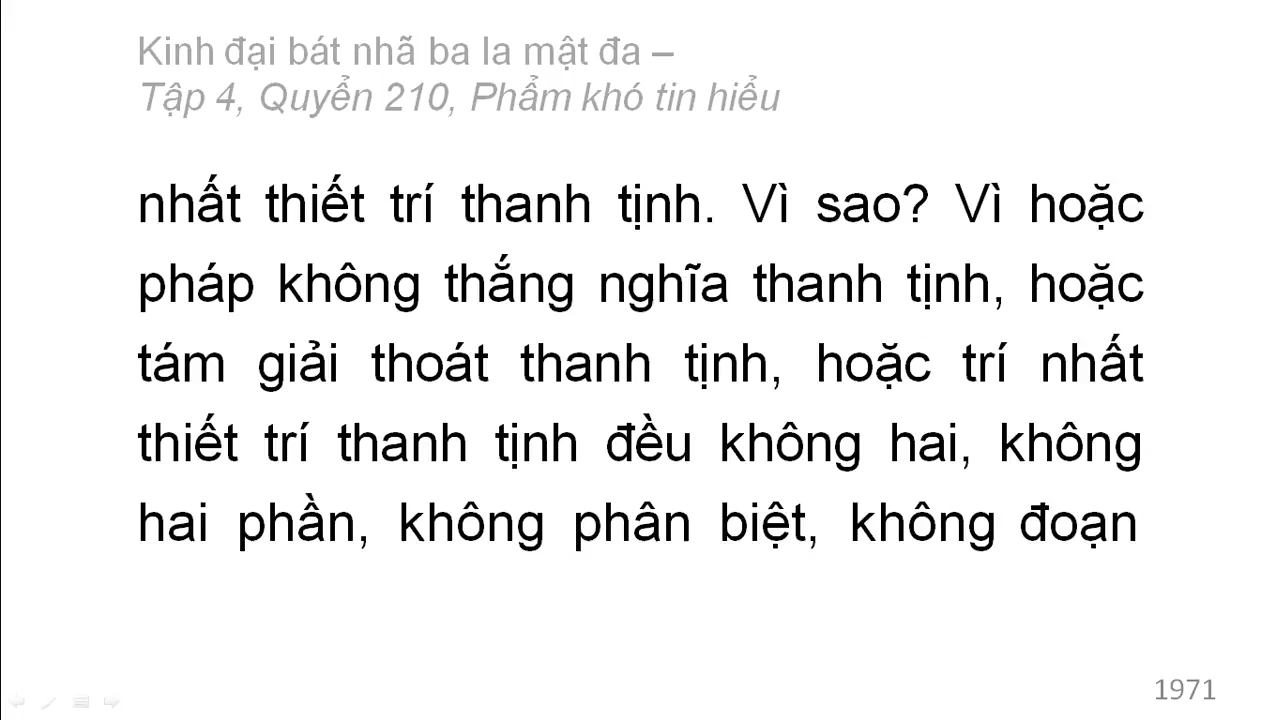 Kinh đại bát nhã ba la mật đa –
Tập 4, Quyển 210, Phẩm khó tin hiểu
nhất thiết trí thanh tịnh. Vì sao? Vì hoặc
pháp không thắng nghĩa thanh tịnh, hoặc
tám giải thoát thanh tịnh, hoặc trí nhất
thiết trí thanh tịnh đều không hai, không
hai phần, không phân biệt, không đoạn
1971